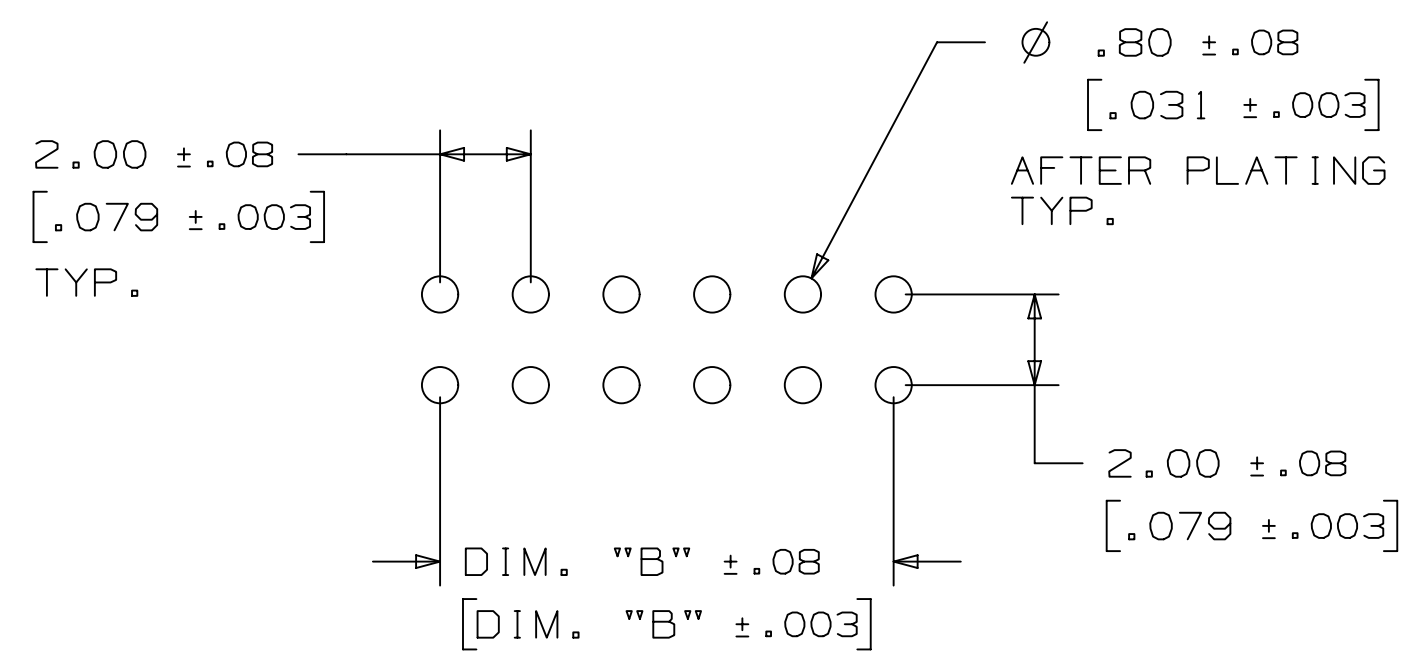 Ø .80 ±.08
[.031 ±.003]
AFTER PLATING
TYP.
2.00 ±.08
[.079 ±.003]
TYP.
2.00 ±.08
[.079 ±.003]
DIM. "B" ±.08
[DIM. "B" ±.003]